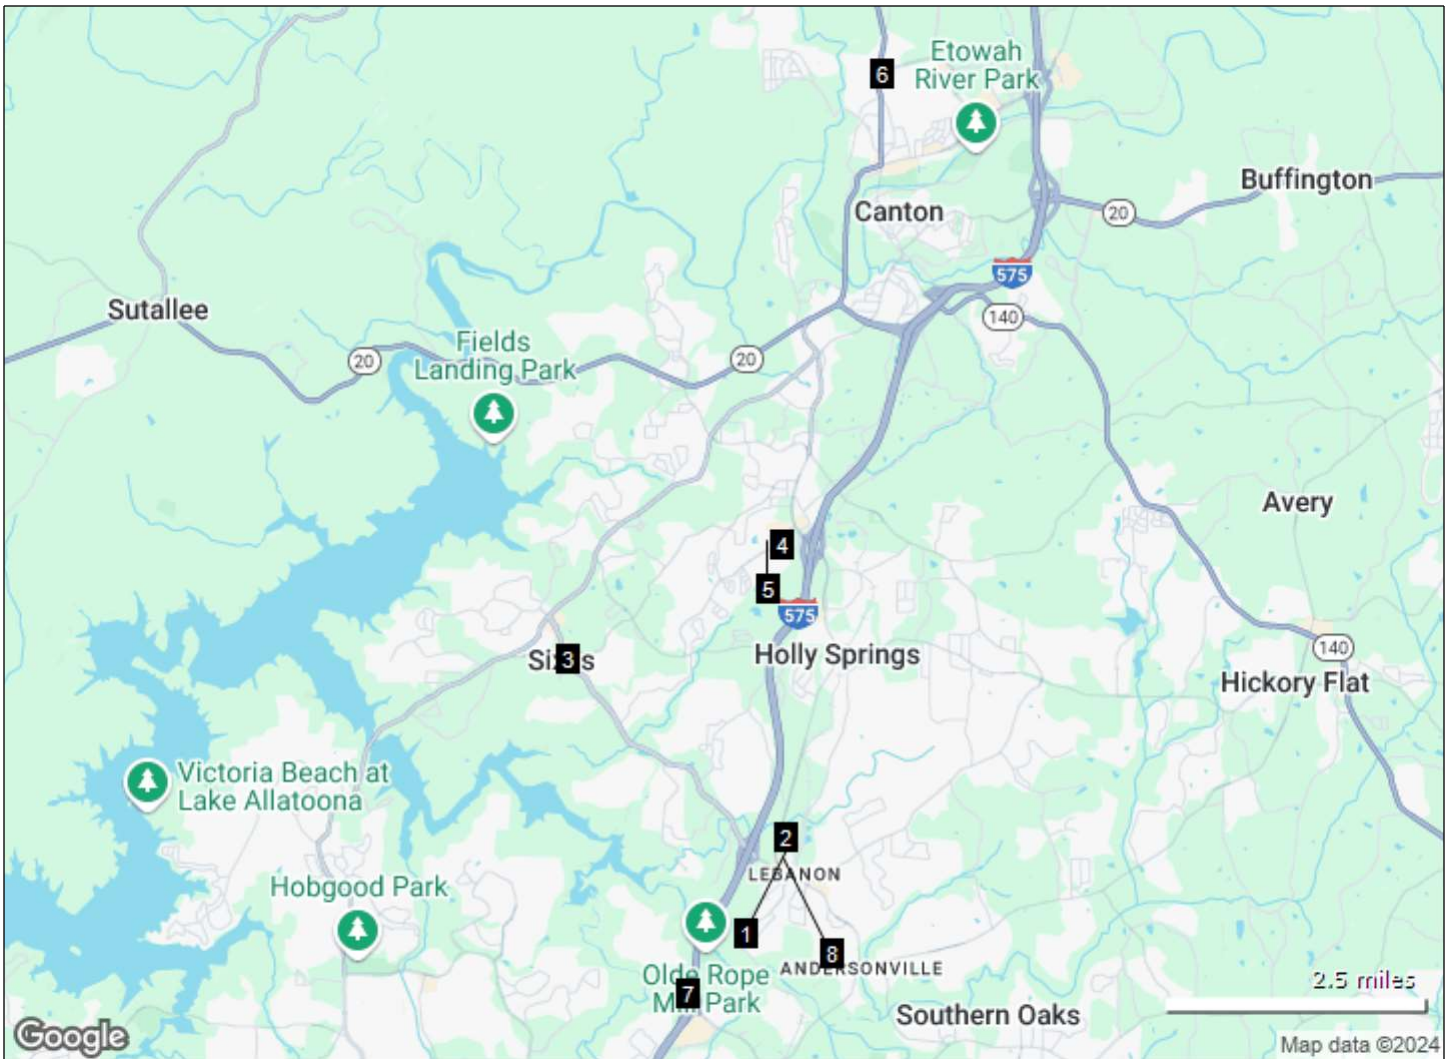 6
Etowah
River Park
Buffington
20
Canton
575
140
Sutallee
20
Fields
Landing Park
20
Avery
4
5
575
3
Holly Springs
140
Hickory Flat
Victoria Beach at
Lake Allatoona
2
LEBANON
Hobgood Park
1
8
ANDERSONVILLE
Olde Rope
Mill Park
7
2.5 miles
Southern Oaks
Google
Map data ©2024